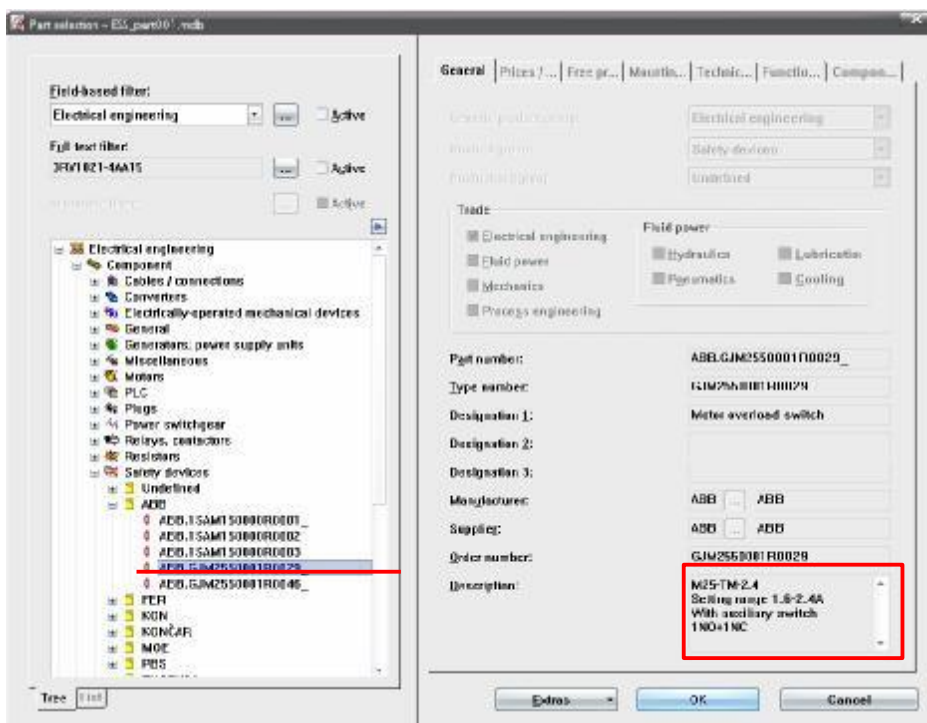 Part selection - ESS_part001.mdb
Field-based filter:
Electrical engineering
...
Active
Full text filter:
3RV1021-4AA15
...
Active
Active
Electrical engineering
Component
Cables / connections
Converters
Electrically-operated mechanical devices
General
Generators, power supply units
Miscellaneous
Motors
PLC
Plugs
Power switchgear
Relays, contactors
Resistors
Safety devices
Undefined
ABB
ABB.1SAM150000R0001_
ABB.1SAM150000R0002
ABB.1SAM150000R0003
ABB.GJM2550001R0029_
ABB.GJM2550001R0046_
FER
KON
KONČAR
MOE
PBS
Tree
List
General
Prices / ...
Free pr...
Mountin...
Technic...
Functio...
Compon...
Electrical engineering
Safety devices
Undefined
Trade
Electrical engineering
Fluid power
Mechanics
Process engineering
Fluid power
Hydraulics
Lubrication
Pneumatics
Cooling
Part number:
ABB.GJM2550001R0029_
Type number:
GJM2550001R0029
Designation 1:
Motor overload switch
Designation 2:
Designation 3:
Manufacturer:
ABB
...
ABB
Supplier:
ABB
...
ABB
Order number:
GJM2550001R0029
Description:
M25-TM-2.4
Setting range 1.6-2.4A
With auxiliary switch
1NO+1NC
Extras
OK
Cancel